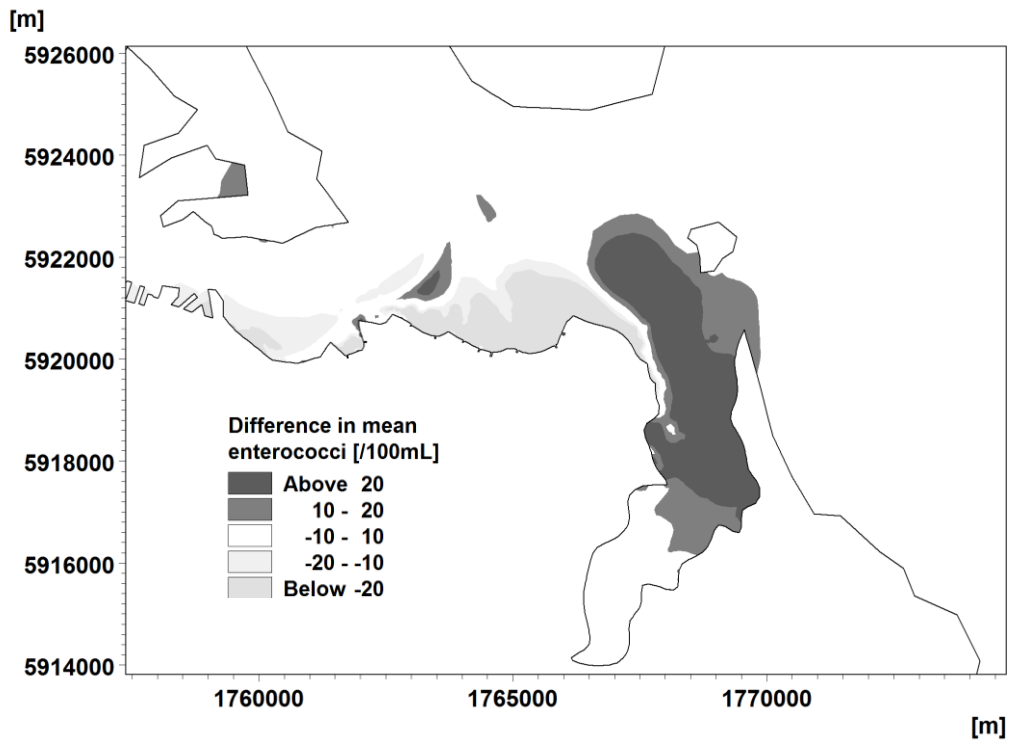 [m]
5926000
5924000
5922000
5920000
5918000
5916000
5914000
Difference in mean
enterococci [/100mL]
Above 20
10 - 20
-10 - 10
-20 - -10
Below -20
1760000 1765000 1770000
[m]